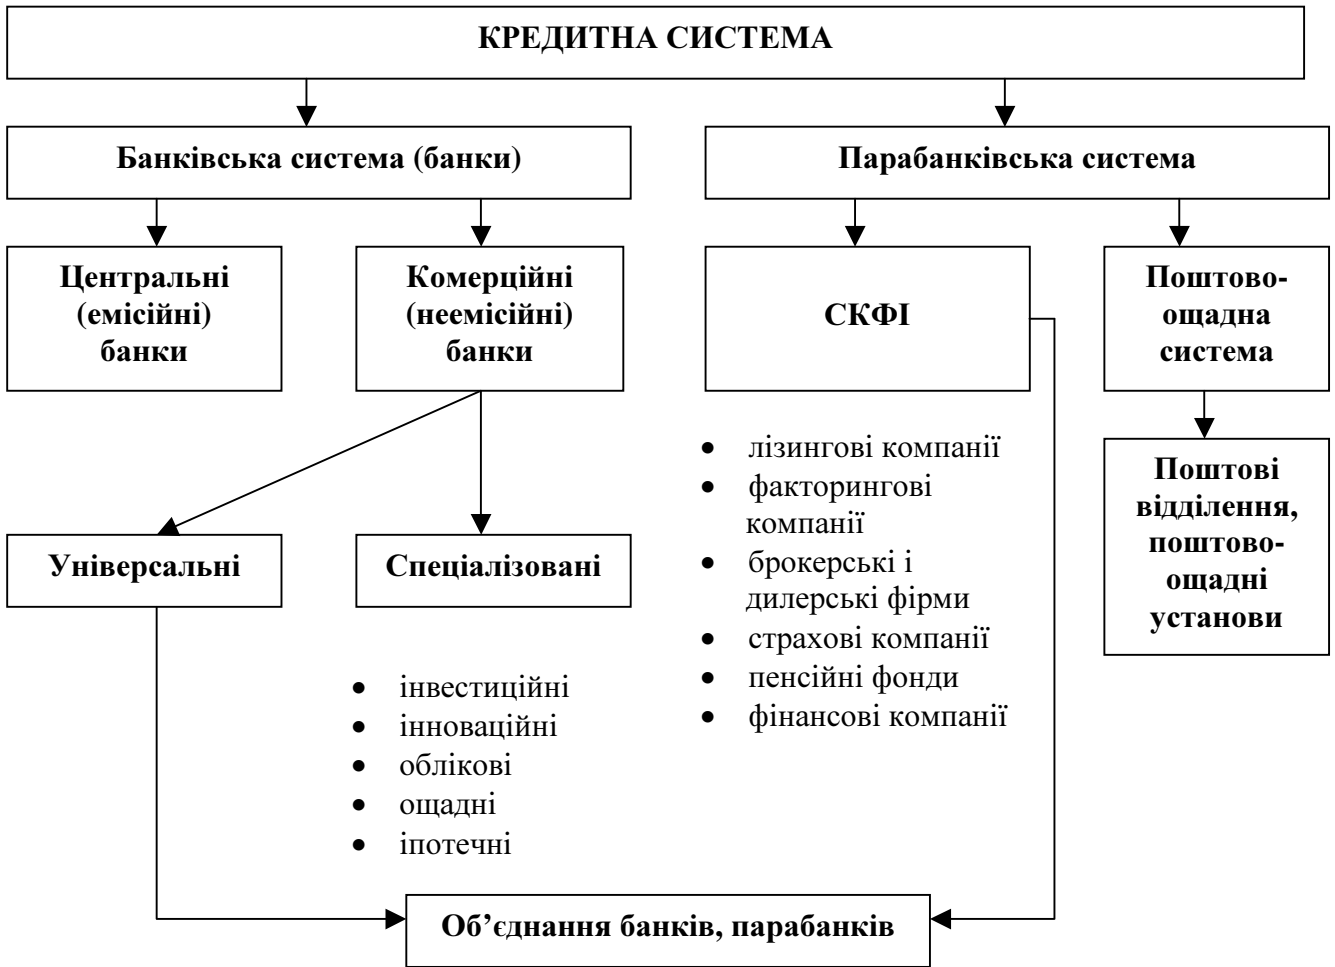 КРЕДИТНА СИСТЕМА
Банківська система (банки)
Парабанківська система
Центральні
(емісійні)
банки
Комерційні
(неемісійні)
банки
СКФІ
Поштово-
ощадна
система
Універсальні
Спеціалізовані
• інвестиційні
• інноваційні
• облікові
• ощадні
• іпотечні
• лізингові компанії
• факторингові
компанії
• брокерські і
дилерські фірми
• страхові компанії
• пенсійні фонди
• фінансові компанії
Поштові
відділення,
поштово-
ощадні
установи
Об’єднання банків, парабанків